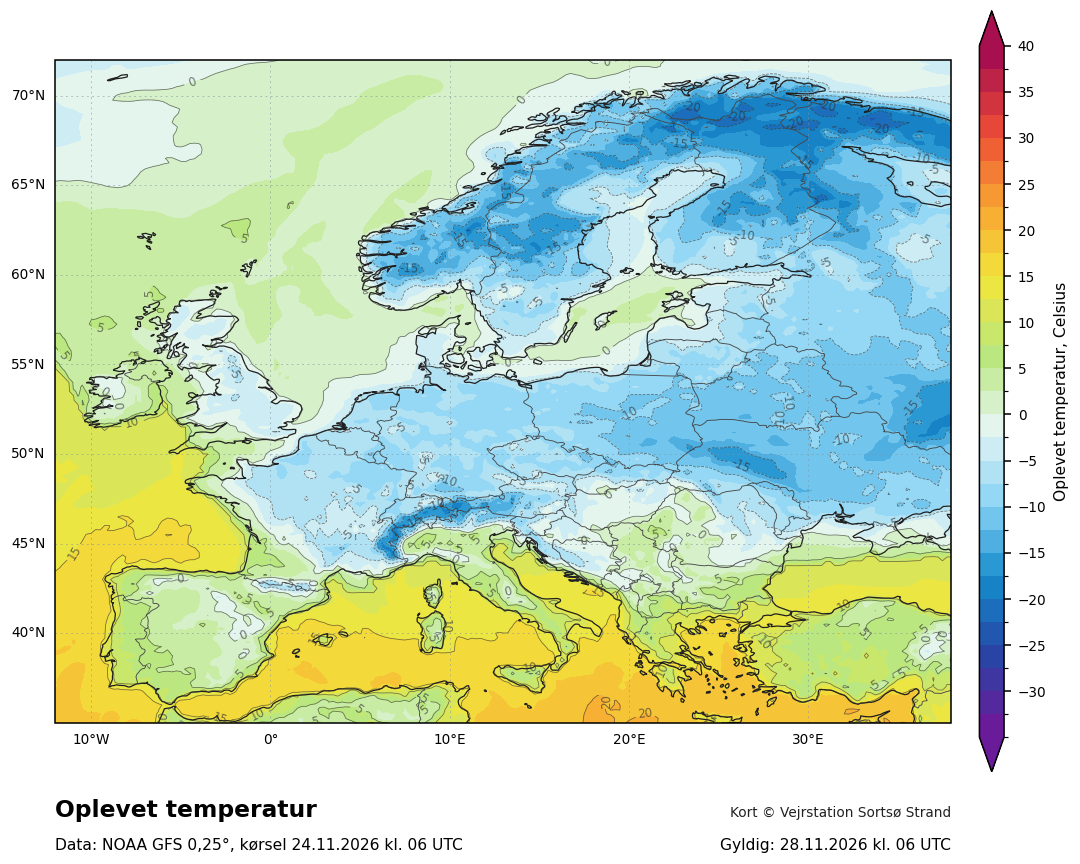 70°N
65°N
60°N
55°N
50°N
45°N
40°N
10°W
0°
10°E
20°E
30°E
40
35
30
25
20
15
10
5
0
−5
−10
−15
−20
−25
−30
Oplevet temperatur, Celsius
Oplevet temperatur
Kort © Vejrstation Sortsø Strand
Data: NOAA GFS 0,25°, kørsel 24.11.2026 kl. 06 UTC
Gyldig: 28.11.2026 kl. 06 UTC